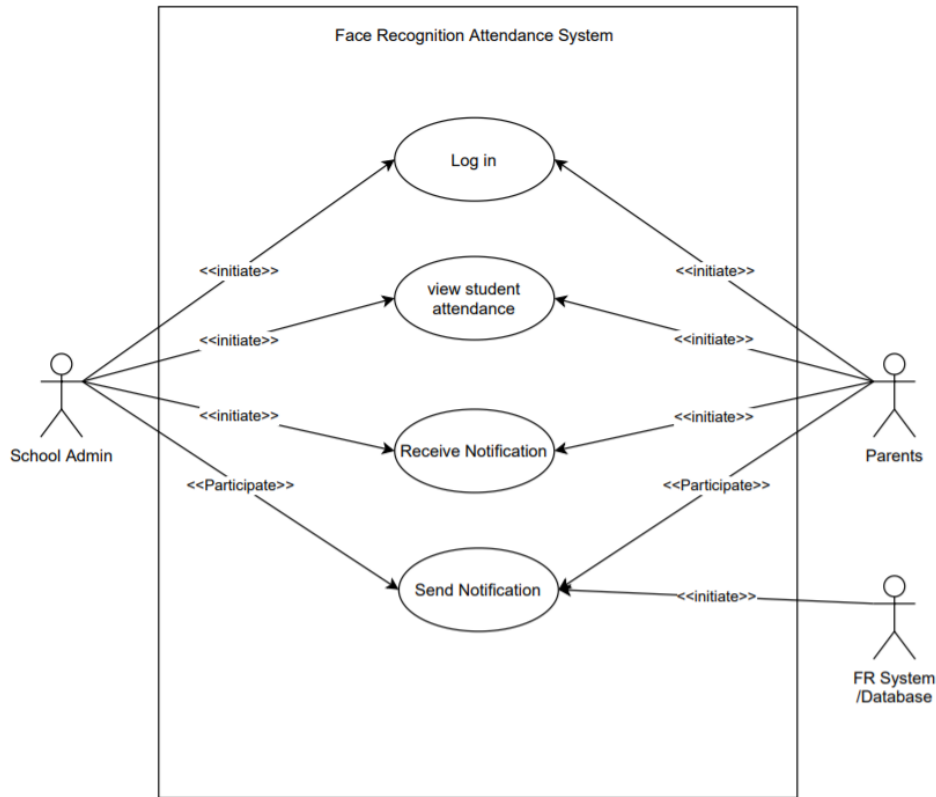 Face Recognition Attendance System
Log in
<<initiate>>
<<initiate>>
view student
attendance
<<initiate>>
<<initiate>>
School Admin
Parents
<<initiate>>
<<initiate>>
Receive Notification
<<Participate>>
<<Participate>>
Send Notification
<<initiate>>
FR System
/Database